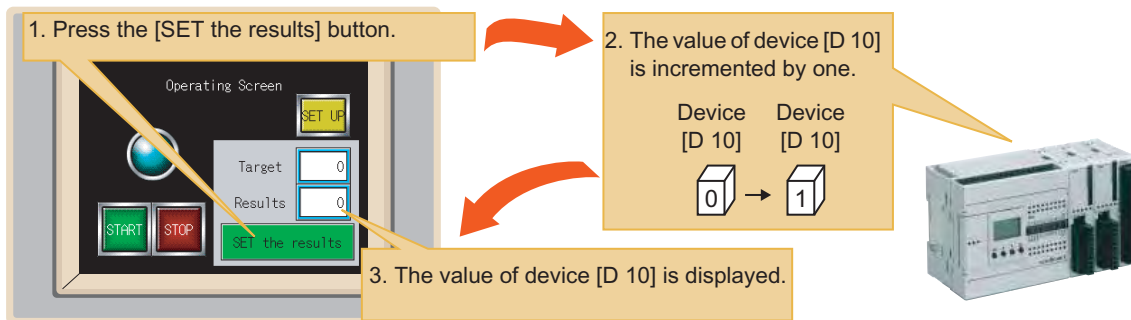 1. Press the [SET the results] button.
2. The value of device [D 10]
is incremented by one.
Device Device
[D 10] [D 10]
0 → 1
Operating Screen
SET UP
Target 0
Results 0
START STOP
SET the results
3. The value of device [D 10] is displayed.